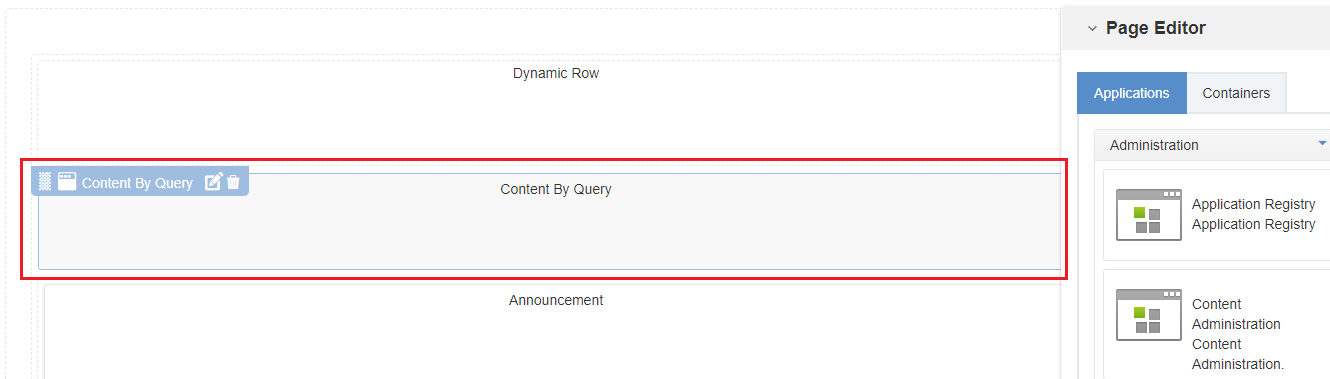 Dynamic Row
Content By Query
Content By Query
Announcement
Page Editor
Applications
Containers
Administration
Application Registry
Application Registry
Content
Administration
Content
Administration.